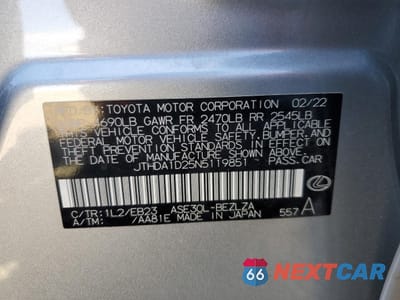 TOYOTA MOTOR CORPORATION 02/22
4690LB GAWR FR 2470LB RR 2545LB
THIS VEHICLE CONFORMS TO ALL APPLICABLE
FEDERAL MOTOR VEHICLE SAFETY, BUMPER, AND
THEFT PREVENTION STANDARDS IN EFFECT ON
THE DATE OF MANUFACTURE SHOWN ABOVE.
JTHDA1D25N5119851 PASS. CAR
C/TR: 1L2/EB23 ASE30L-BEZLZA
A/TM: 7AA81E MADE IN JAPAN 557 A
66 NEXTCAR